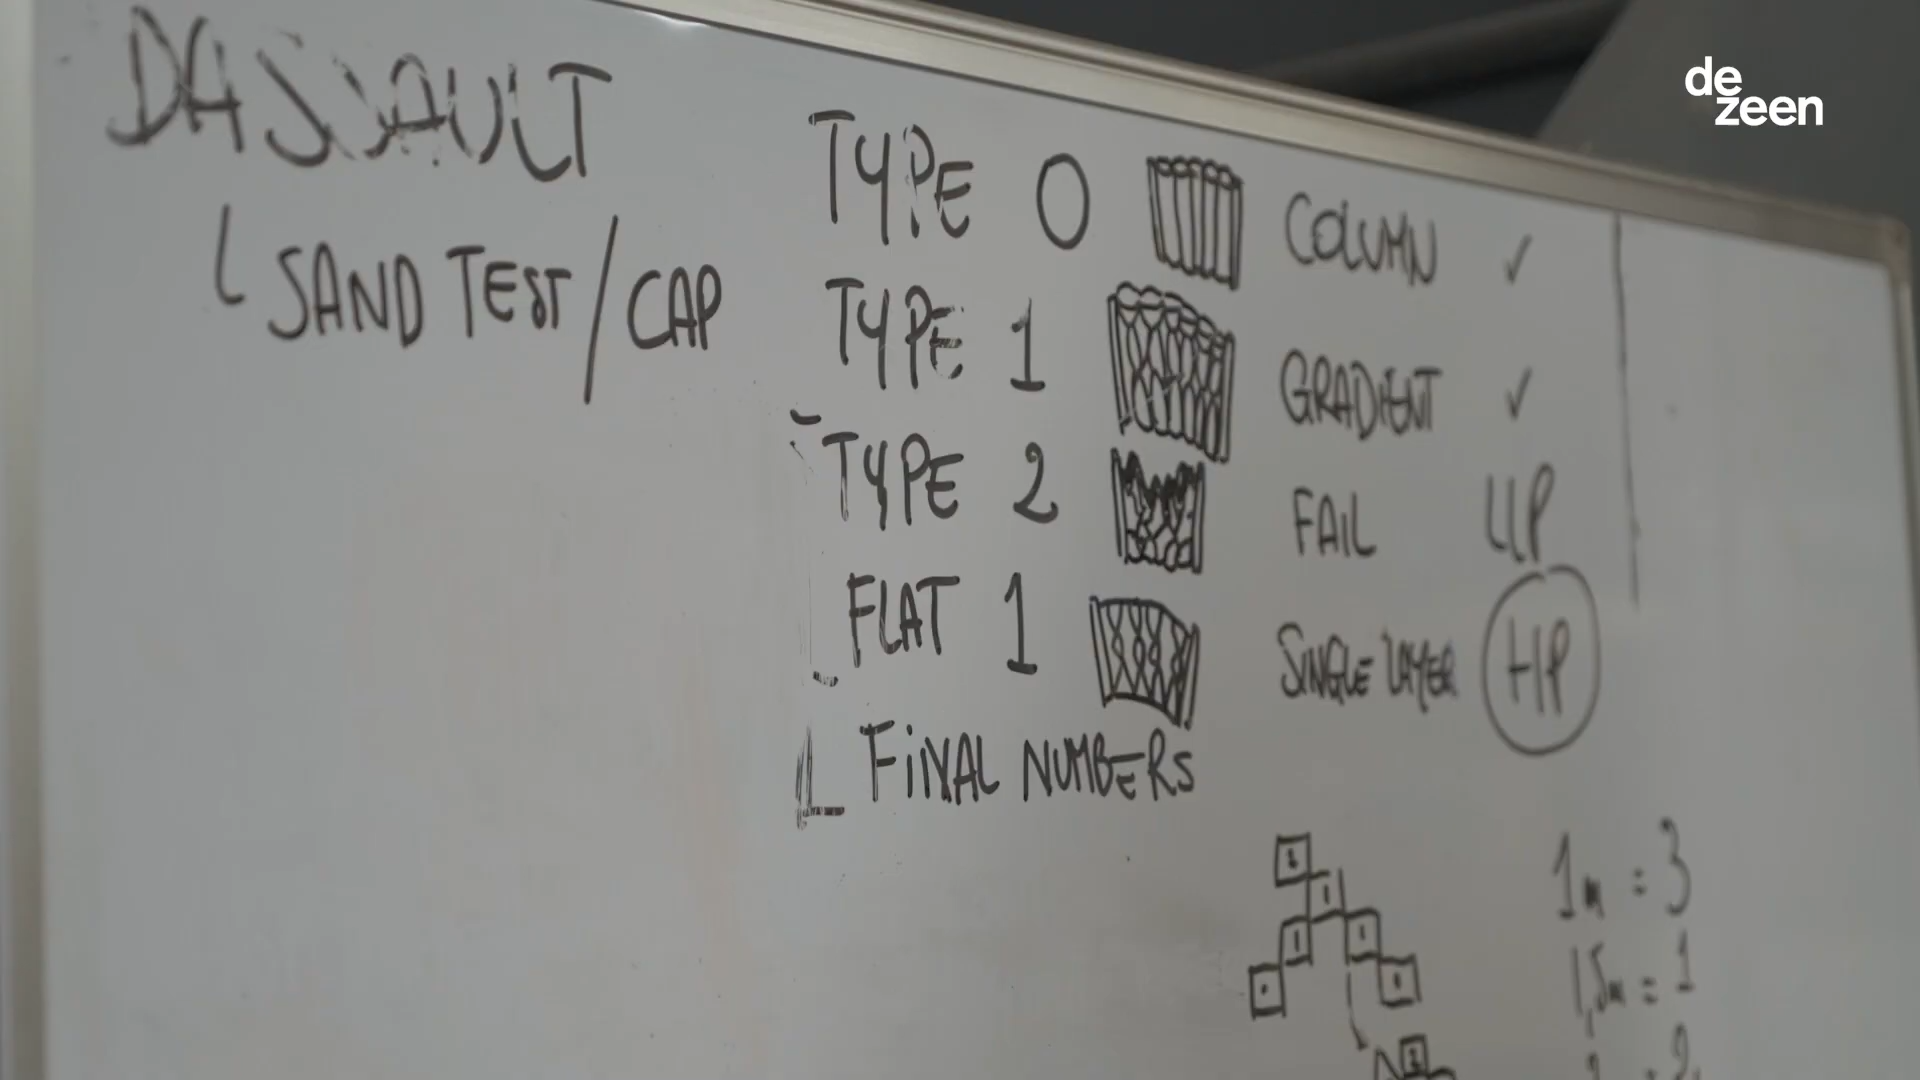 de
zeen
DASSAULT
SAND TEST/CAP
TYPE 0 COLUMN ✓
TYPE 1 GRADIENT ✓
TYPE 2 FAIL
FLAT 1 SINGLE LAYER HP
FINAL NUMBERS
1m = 3
1,5m = 1